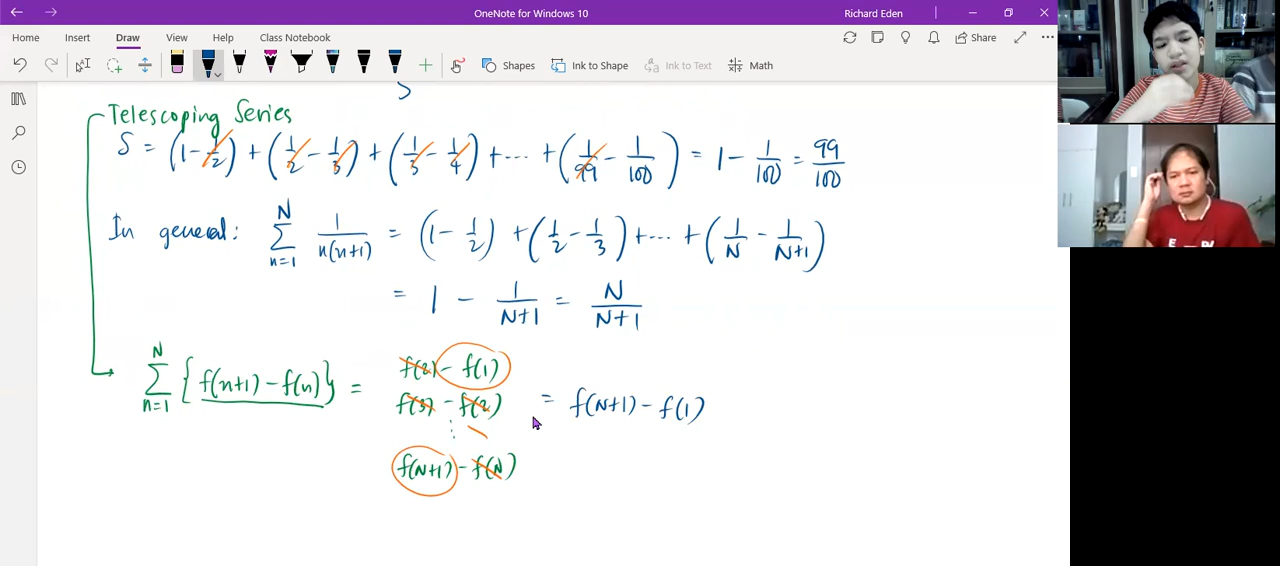 OneNote for Windows 10
Richard Eden
Home Insert Draw View Help Class Notebook
Share
Shapes Ink to Shape Ink to Text Math
S
Telescoping Series
S = (1 - 1/2) + (1/2 - 1/3) + (1/3 - 1/4) + .... + (1/99 - 1/100) = 1 - 1/100 = 99/100
In general: ∑_{n=1}^{N} 1/n(n+1) = (1 - 1/2) + (1/2 - 1/3) + ... + (1/N - 1/N+1)
= 1 - 1/N+1 = N/N+1
∑_{n=1}^{N} {f(n+1) - f(n)} = f(2) - f(1)
f(3) - f(2) = f(N+1) - f(1)
⋮
f(N+1) - f(N)